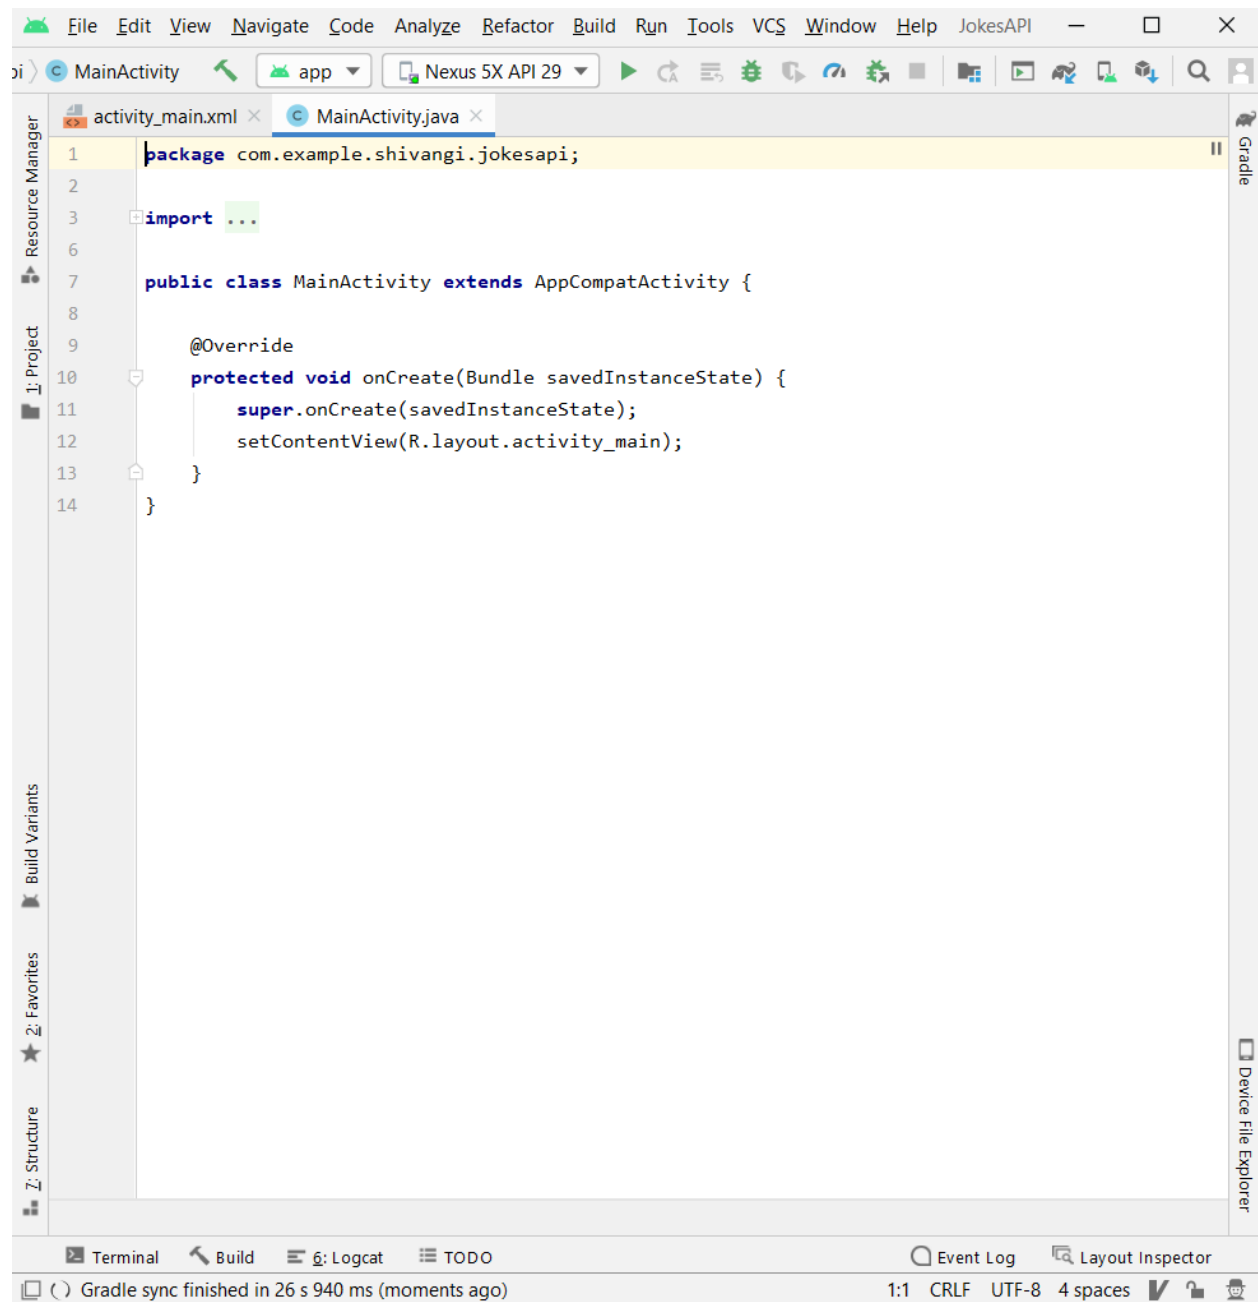 File Edit View Navigate Code Analyze Refactor Build Run Tools VCS Window Help JokesAPI
MainActivity app Nexus 5X API 29
activity_main.xml MainActivity.java
Resource Manager
1: Project
Build Variants
2: Favorites
7: Structure
1 package com.example.shivangi.jokesapi;
2
3 import ...
6
7 public class MainActivity extends AppCompatActivity {
8
9 @Override
10 protected void onCreate(Bundle savedInstanceState) {
11 super.onCreate(savedInstanceState);
12 setContentView(R.layout.activity_main);
13 }
14 }
Gradle
Device File Explorer
Terminal Build 6: Logcat TODO Event Log Layout Inspector
Gradle sync finished in 26 s 940 ms (moments ago) 1:1 CRLF UTF-8 4 spaces